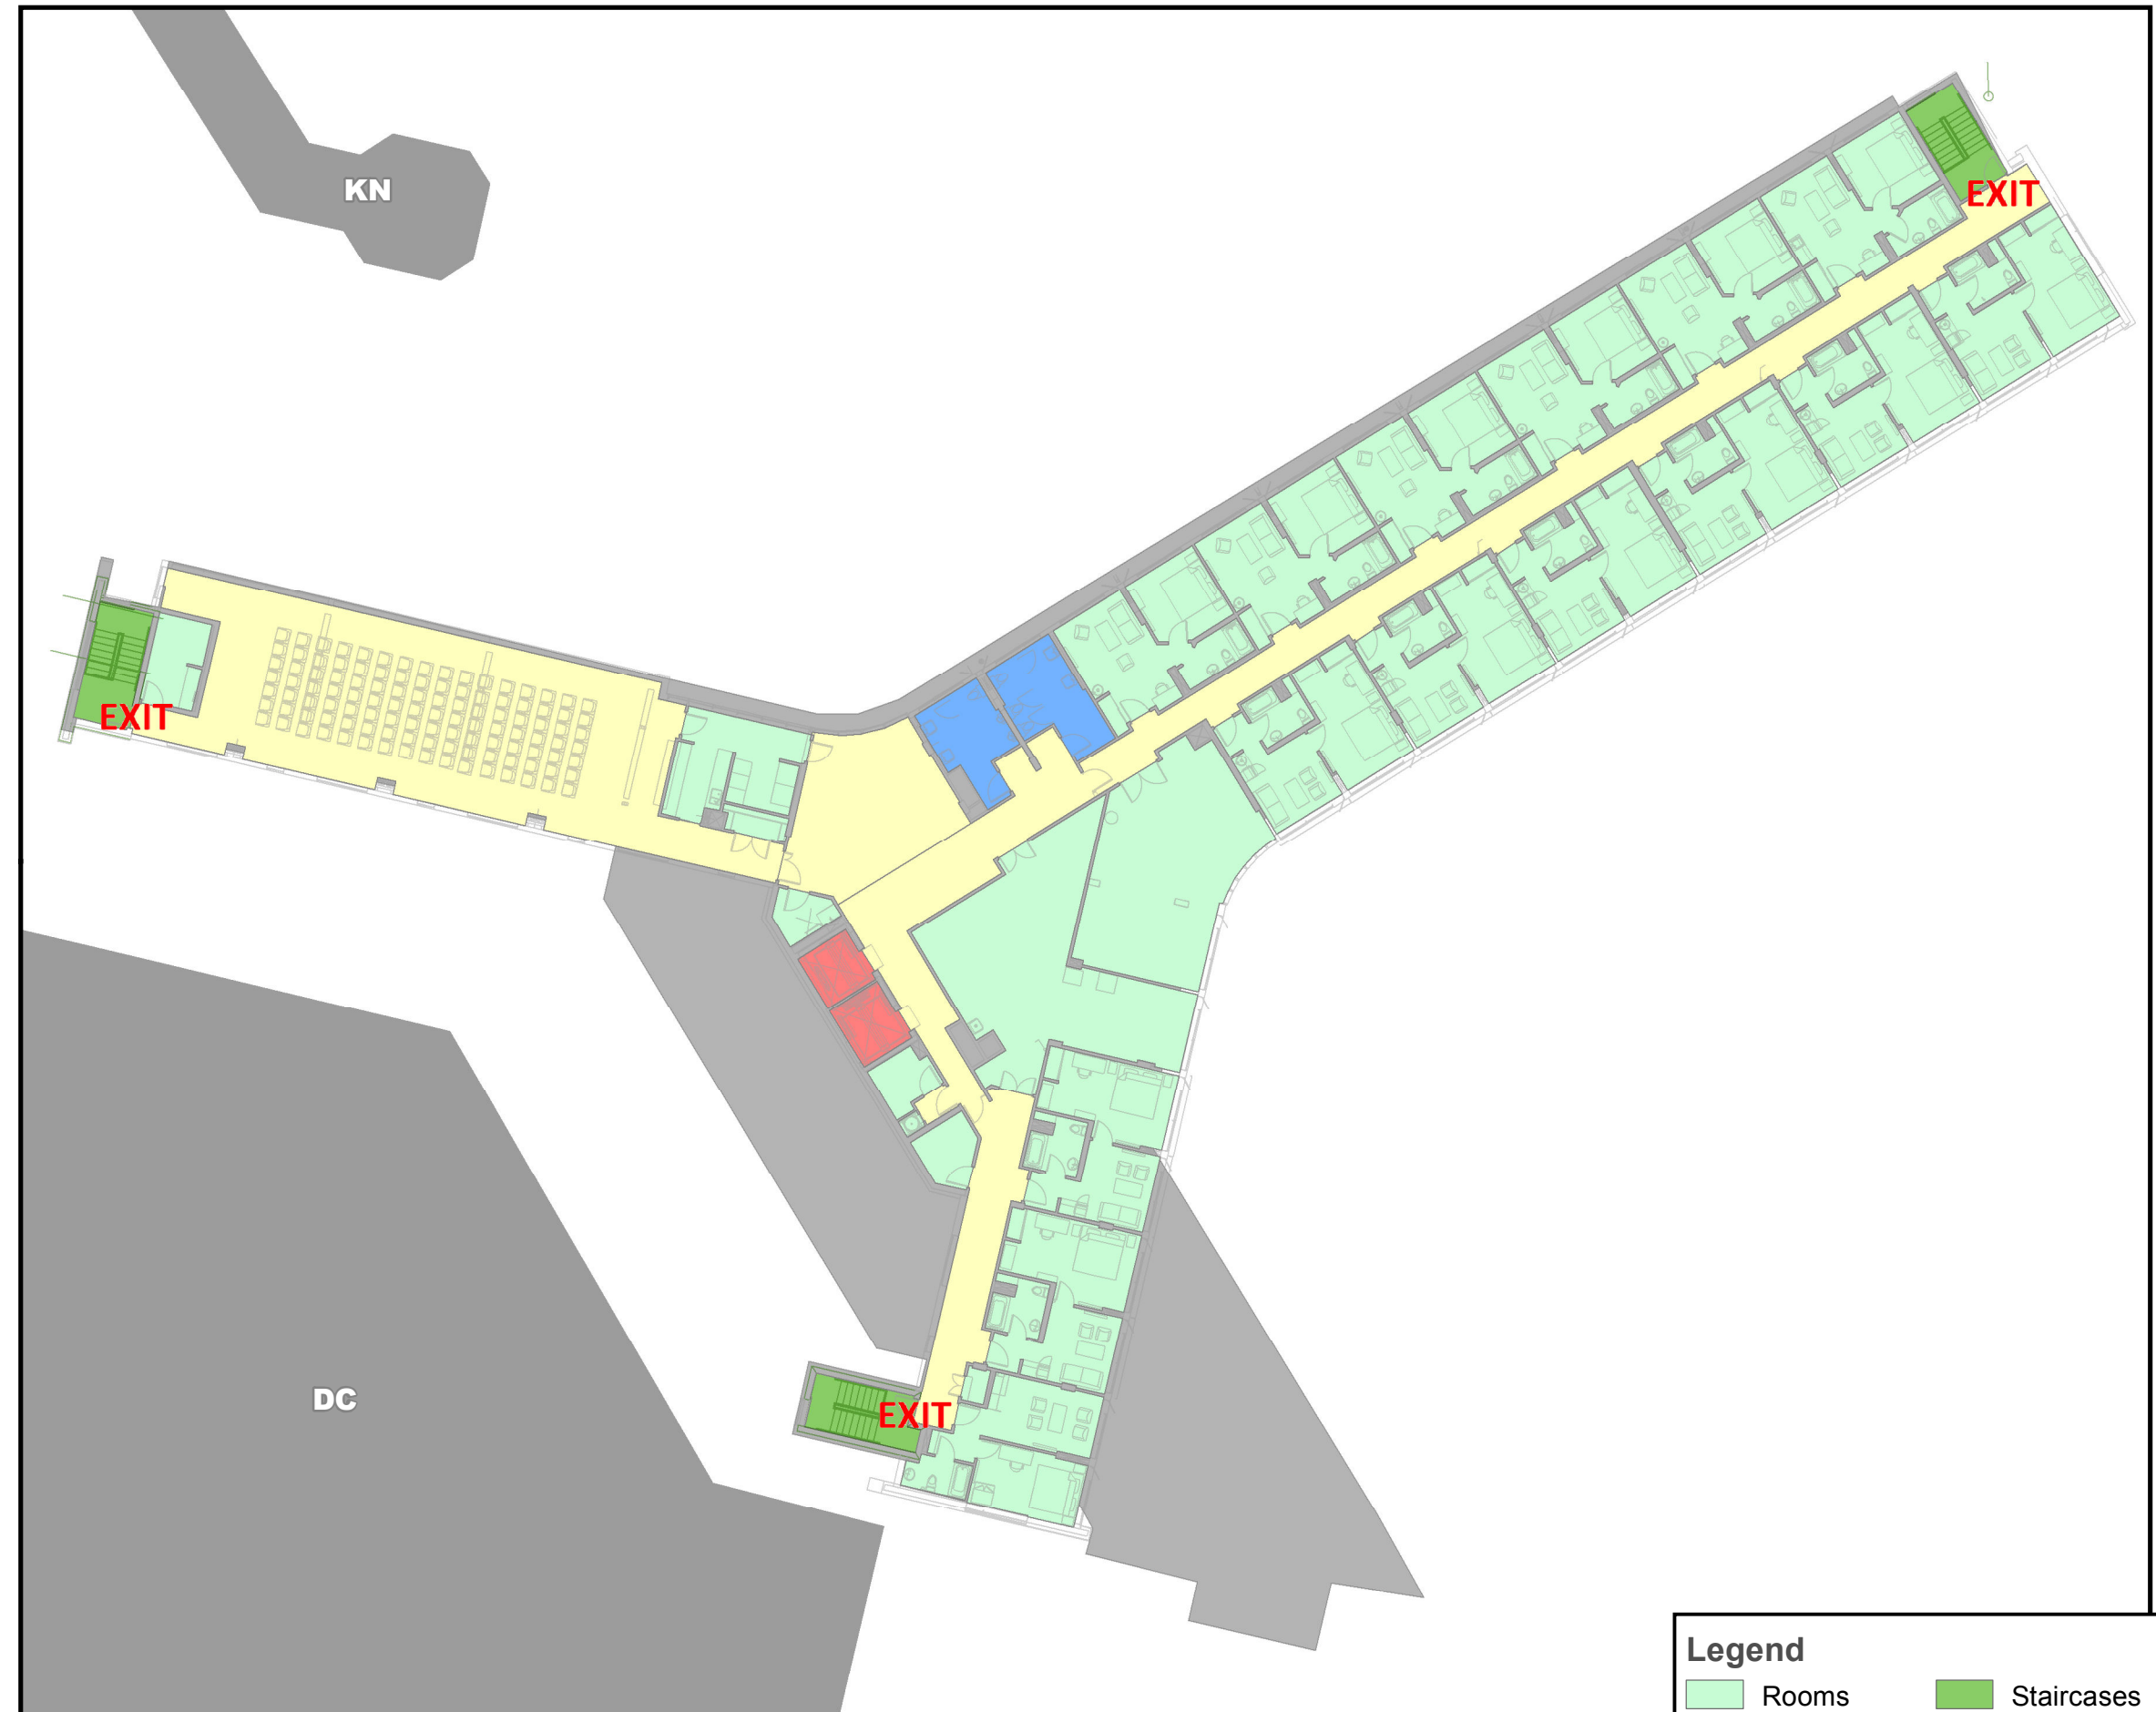 KN
EXIT
EXIT
DC
EXIT
Legend
Rooms
Staircases